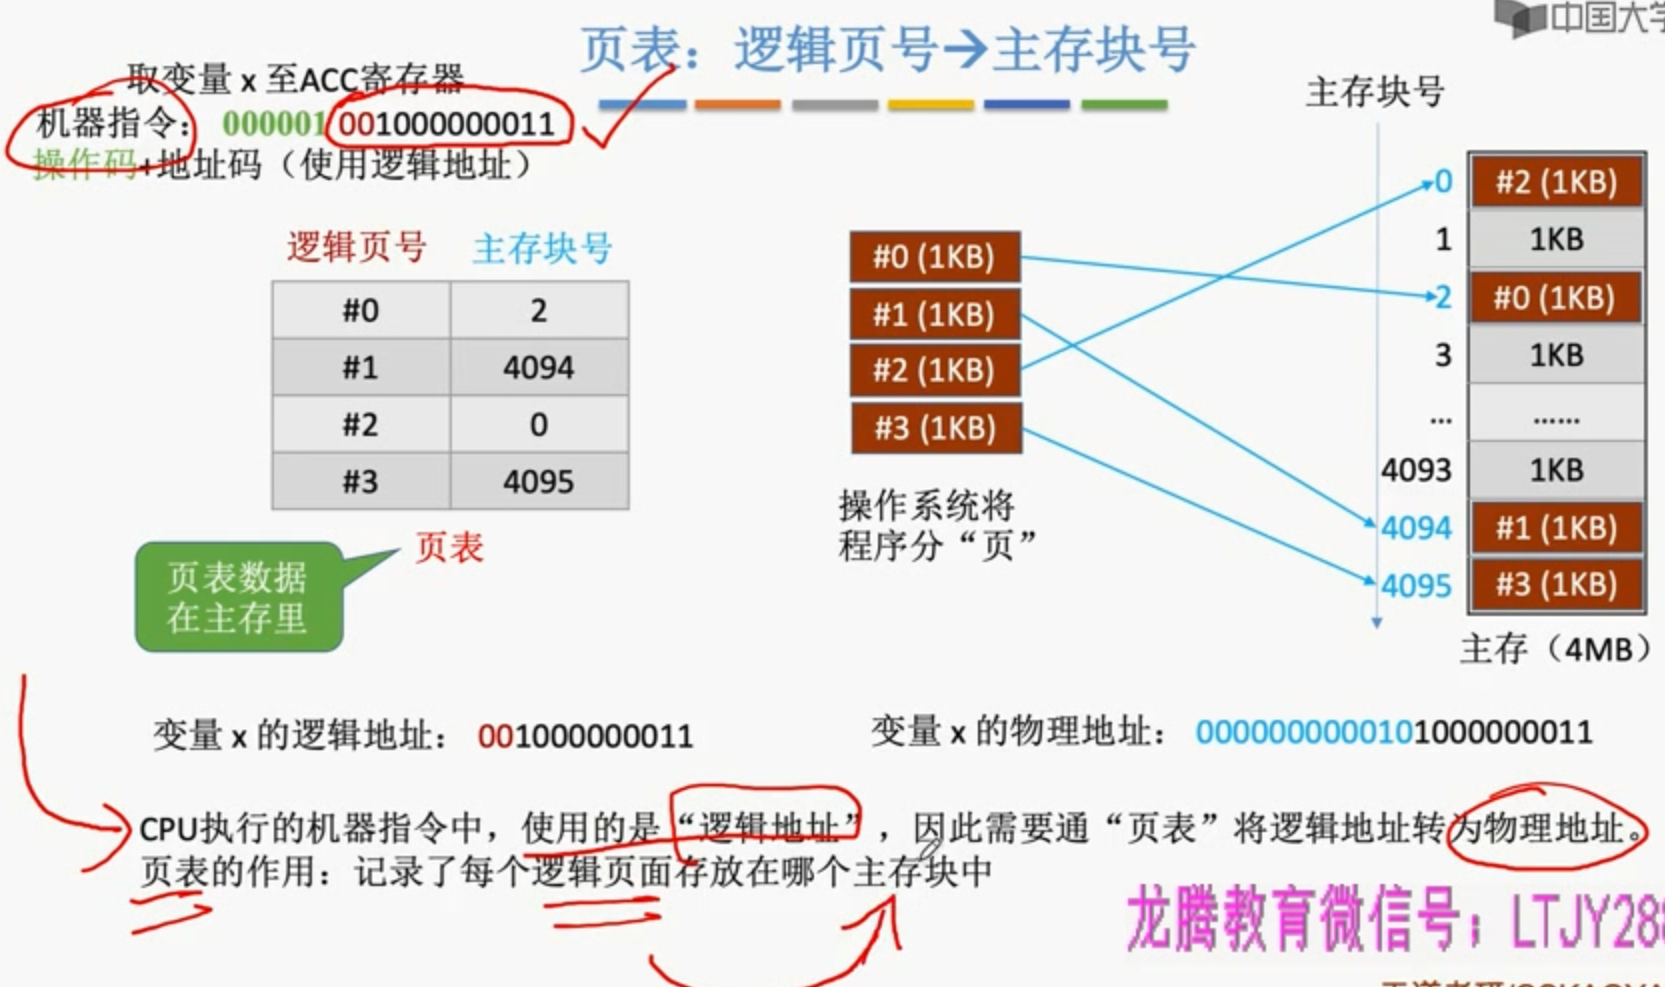 中国大学
页表：逻辑页号→主存块号
取变量 x 至ACC寄存器
机器指令： 000001 001000000011
操作码+地址码（使用逻辑地址）
逻辑页号 主存块号
#0 2
#1 4094
#2 0
#3 4095
页表
页表数据
在主存里
#0 (1KB)
#1 (1KB)
#2 (1KB)
#3 (1KB)
操作系统将
程序分“页”
主存块号
0 #2 (1KB)
1 1KB
2 #0 (1KB)
3 1KB
... ......
4093 1KB
4094 #1 (1KB)
4095 #3 (1KB)
主存（4MB）
变量 x 的逻辑地址： 001000000011
变量 x 的物理地址： 0000000000101000000011
CPU执行的机器指令中，使用的是“逻辑地址”，因此需要通“页表”将逻辑地址转为物理地址。
页表的作用：记录了每个逻辑页面存放在哪个主存块中
龙腾教育微信号：LTJY288